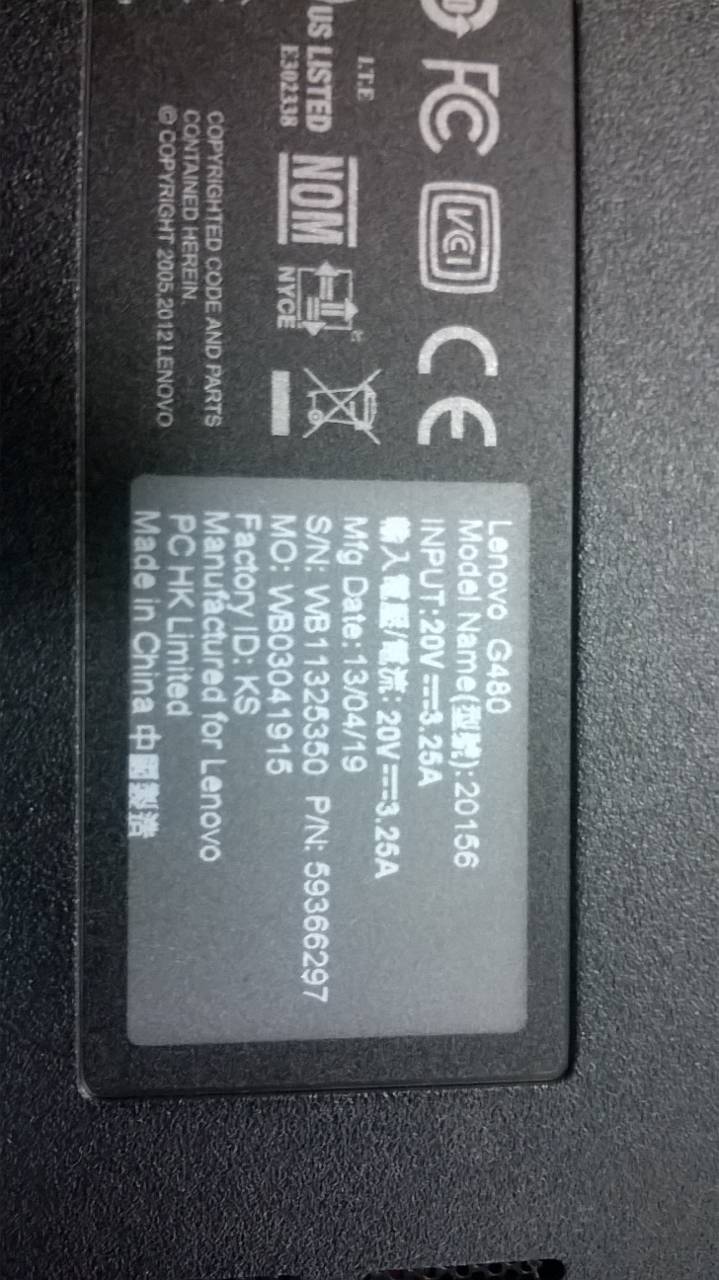 I.T.E
US LISTED
E302338
FC
VCI
CE
NOM
NYCE
COPYRIGHTED CODE AND PARTS
CONTAINED HEREIN.
© COPYRIGHT 2005,2012 LENOVO
Lenovo G480
Model Name(型號):20156
INPUT:20V ⎓3.25A
輸入電壓/電流: 20V⎓3.25A
Mfg Date:13/04/19
S/N: WB11325350 P/N: 59366297
MO: WB03041915
Factory ID: KS
Manufactured for Lenovo
PC HK Limited
Made in China 中國製造